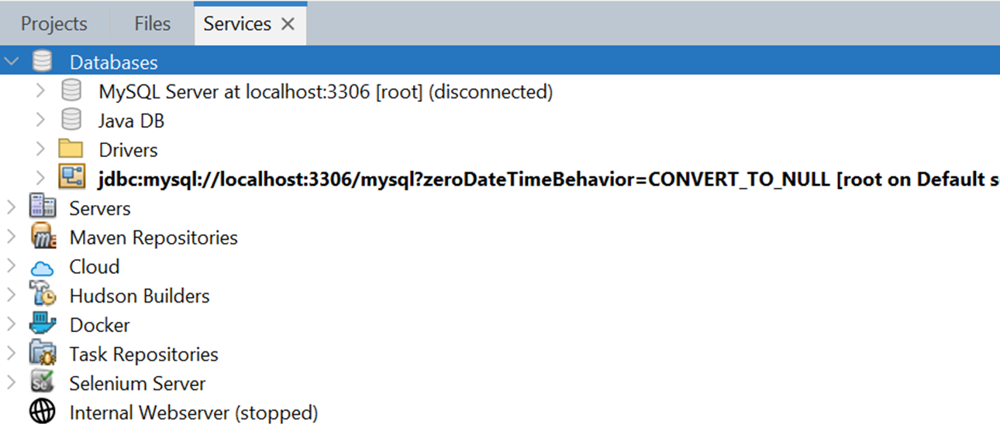 Projects Files Services
Databases
MySQL Server at localhost:3306 [root] (disconnected)
Java DB
Drivers
jdbc:mysql://localhost:3306/mysql?zeroDateTimeBehavior=CONVERT_TO_NULL [root on Default s
Servers
Maven Repositories
Cloud
Hudson Builders
Docker
Task Repositories
Selenium Server
Internal Webserver (stopped)